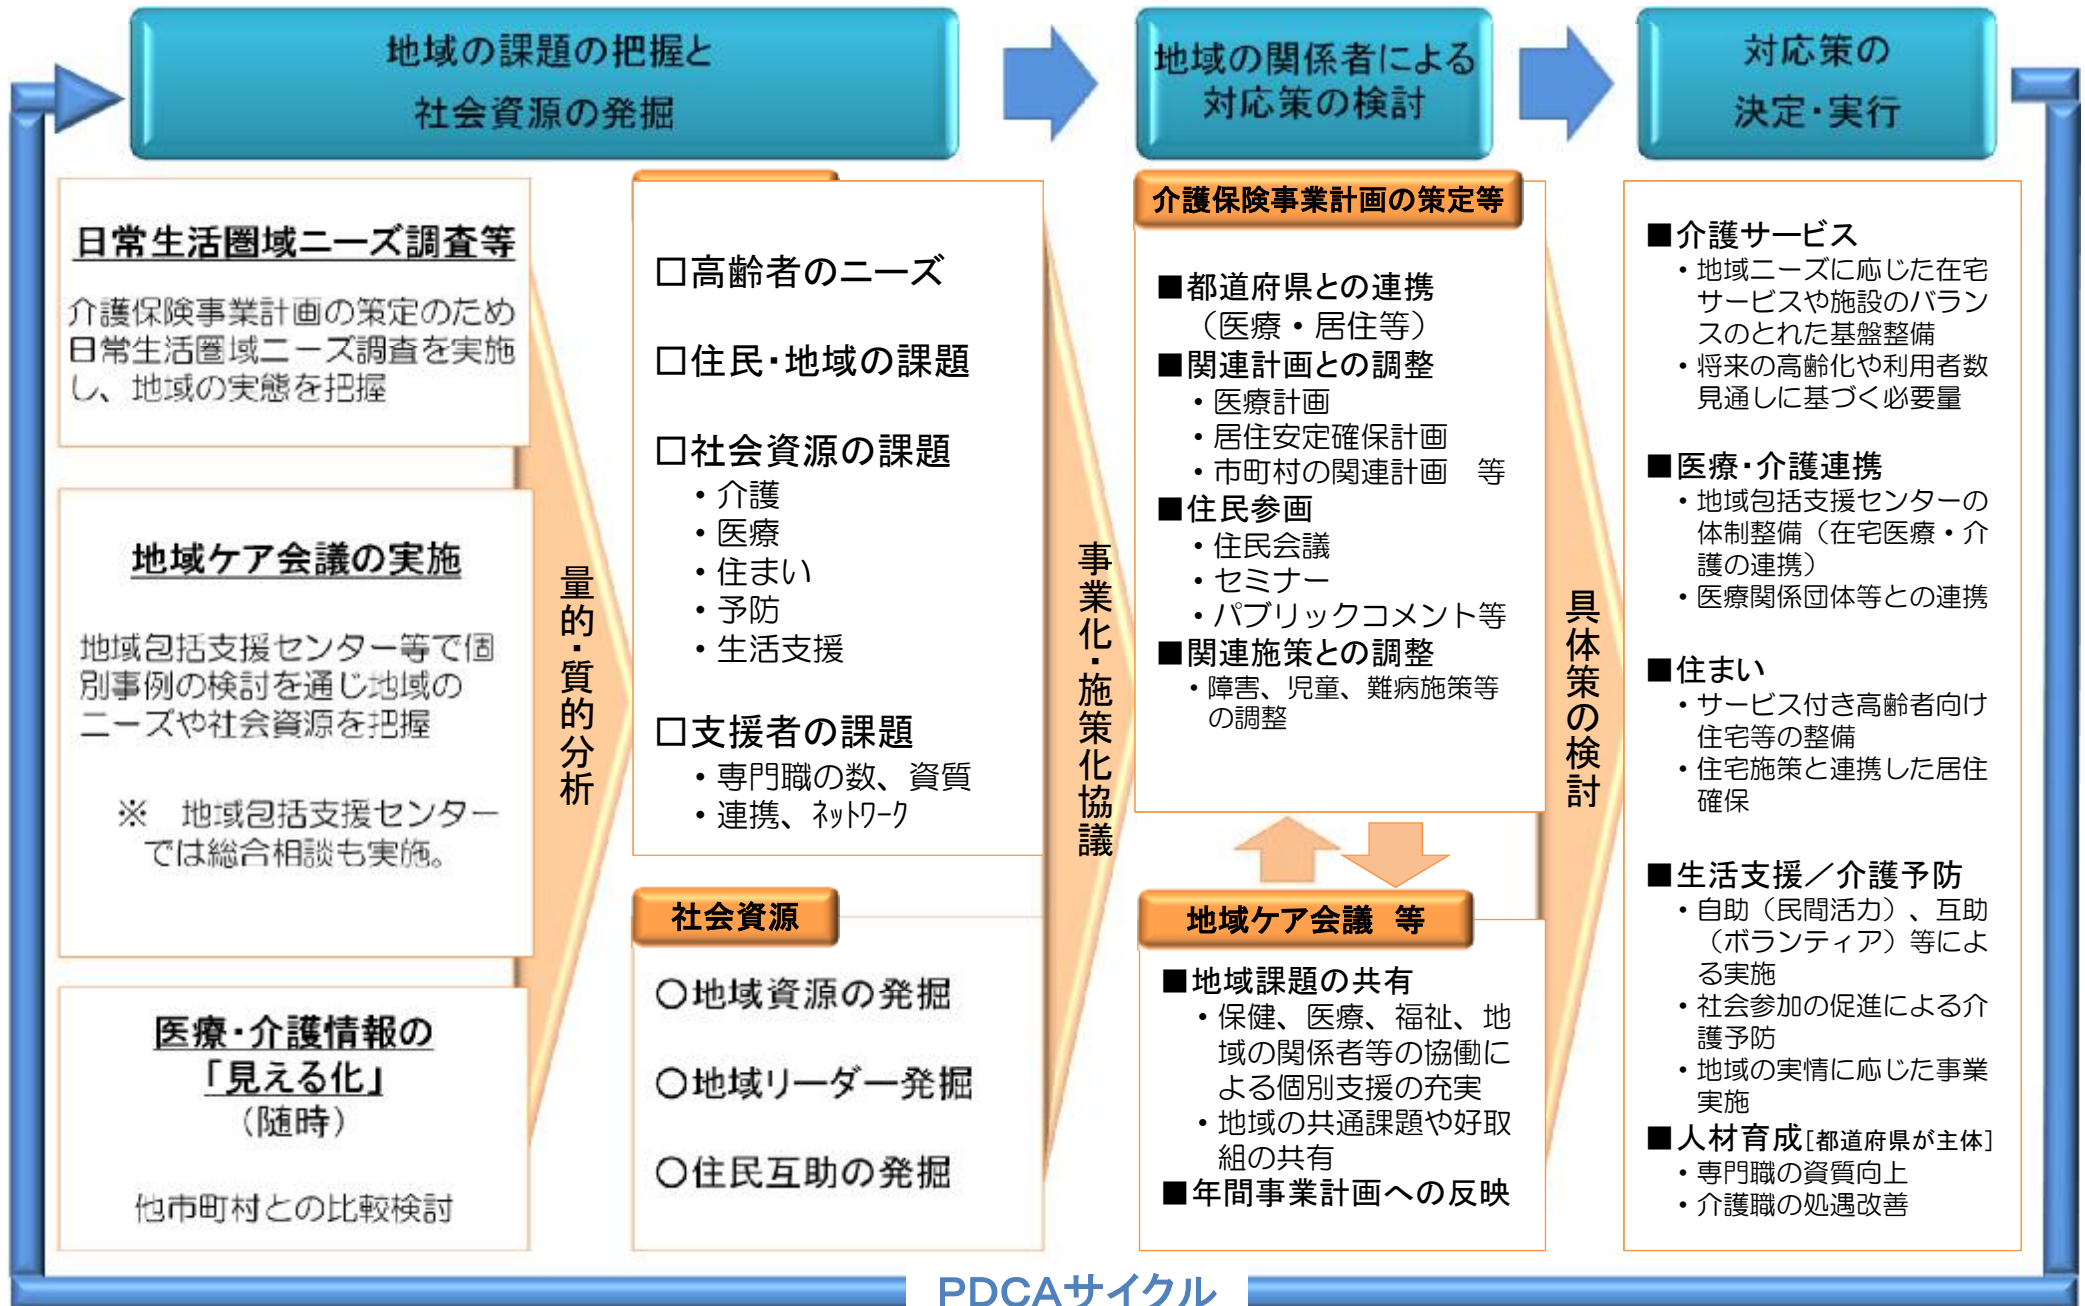 地域の課題の把握と
社会資源の発掘
地域の関係者による
対応策の検討
対応策の
決定・実行
日常生活圏域ニーズ調査等
介護保険事業計画の策定のため
日常生活圏域ニーズ調査を実施
し、地域の実態を把握
地域ケア会議の実施
地域包括支援センター等で個
別事例の検討を通じ地域の
ニーズや社会資源を把握
※　地域包括支援センター
では総合相談も実施。
医療・介護情報の
「見える化」
（随時）
他市町村との比較検討
量的・質的分析
□高齢者のニーズ
□住民・地域の課題
□社会資源の課題
・介護
・医療
・住まい
・予防
・生活支援
□支援者の課題
・専門職の数、資質
・連携、ﾈｯﾄﾜｰｸ
社会資源
○地域資源の発掘
○地域リーダー発掘
○住民互助の発掘
事業化・施策化協議
介護保険事業計画の策定等
■都道府県との連携
（医療・居住等）
■関連計画との調整
・医療計画
・居住安定確保計画
・市町村の関連計画　等
■住民参画
・住民会議
・セミナー
・パブリックコメント等
■関連施策との調整
・障害、児童、難病施策等
の調整
地域ケア会議　等
■地域課題の共有
・保健、医療、福祉、地
域の関係者等の協働に
よる個別支援の充実
・地域の共通課題や好取
組の共有
■年間事業計画への反映
具体策の検討
■介護サービス
・地域ニーズに応じた在宅
サービスや施設のバラン
スのとれた基盤整備
・将来の高齢化や利用者数
見通しに基づく必要量
■医療・介護連携
・地域包括支援センターの
体制整備（在宅医療・介
護の連携）
・医療関係団体等との連携
■住まい
・サービス付き高齢者向け
住宅等の整備
・住宅施策と連携した居住
確保
■生活支援／介護予防
・自助（民間活力）、互助
（ボランティア）等によ
る実施
・社会参加の促進による介
護予防
・地域の実情に応じた事業
実施
■人材育成[都道府県が主体]
・専門職の資質向上
・介護職の処遇改善
PDCAサイクル